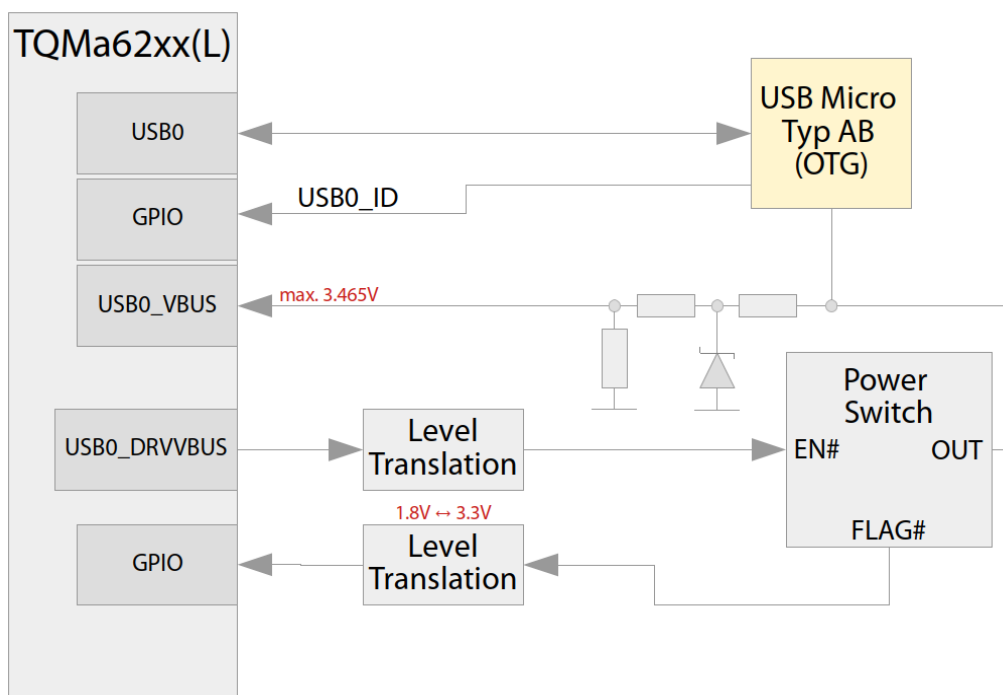 TQMa62xx(L)
USB0
USB Micro
Typ AB
(OTG)
GPIO
USB0_ID
USB0_VBUS
max. 3.465V
Power
Switch
USB0_DRVVBUS
Level
Translation
EN#
OUT
1.8V ↔ 3.3V
FLAG#
GPIO
Level
Translation